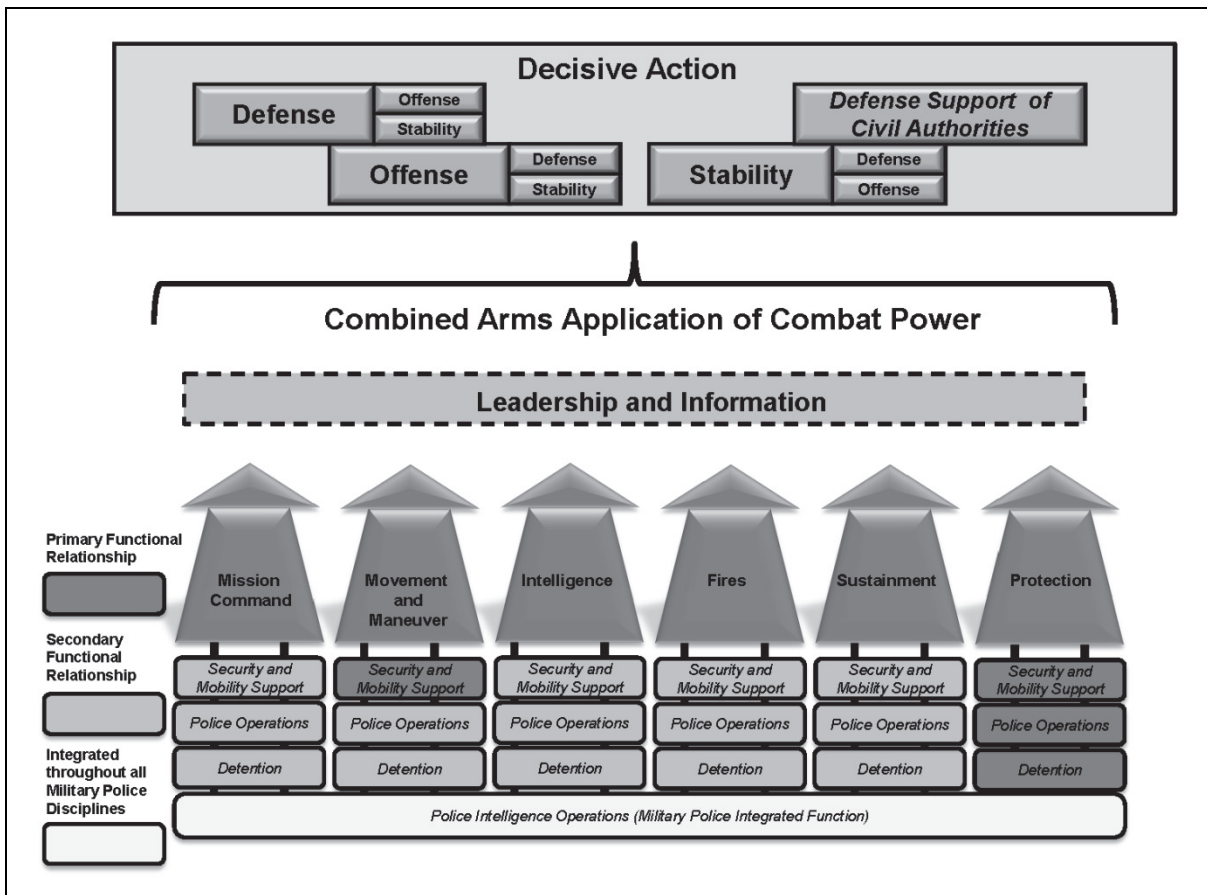 Decisive Action
Defense
Offense
Stability
Defense Support of
Civil Authorities
Offense
Defense
Stability
Stability
Defense
Offense
Combined Arms Application of Combat Power
Leadership and Information
Primary Functional
Relationship
Secondary
Functional
Relationship
Integrated
throughout all
Military Police
Disciplines
Mission
Command
Movement
and
Maneuver
Intelligence
Fires
Sustainment
Protection
Security and
Mobility Support
Security and
Mobility Support
Security and
Mobility Support
Security and
Mobility Support
Security and
Mobility Support
Security and
Mobility Support
Police Operations
Police Operations
Police Operations
Police Operations
Police Operations
Police Operations
Detention
Detention
Detention
Detention
Detention
Detention
Police Intelligence Operations (Military Police Integrated Function)